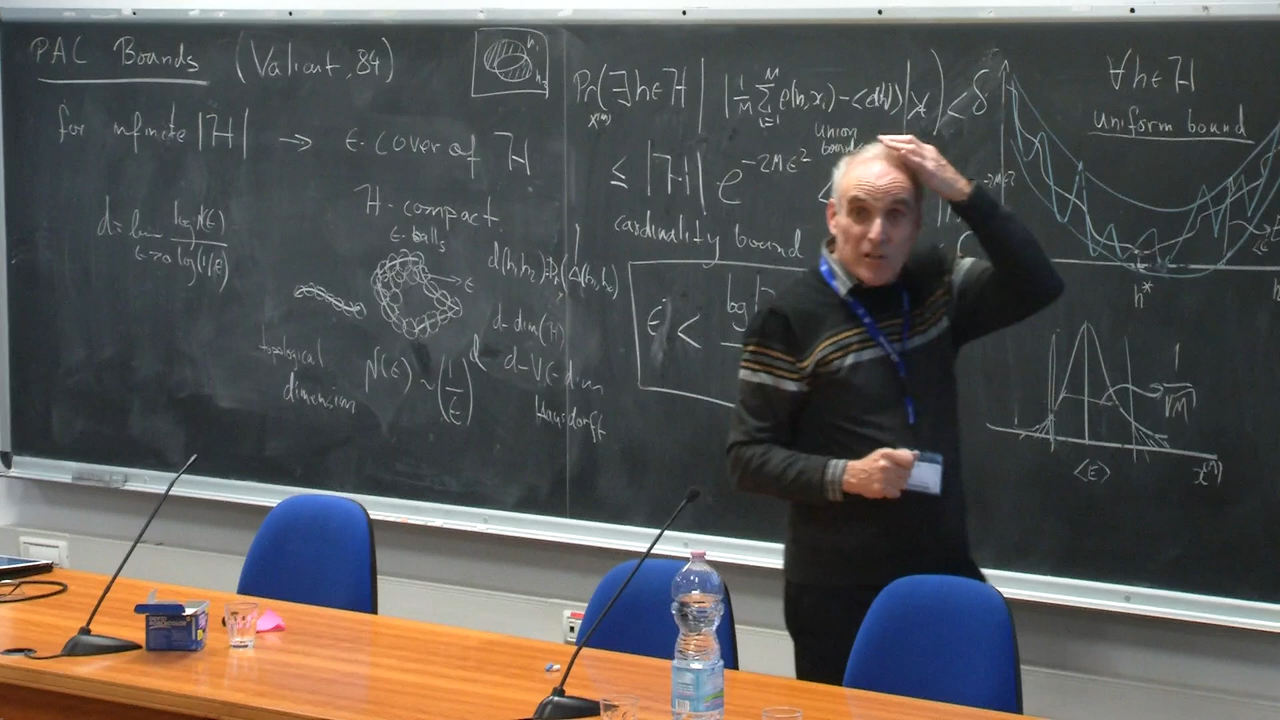 PAC Bounds (Valiant, 84)
for infinite |H| → ε-cover of H
H-compact
ε-balls
d = lim log N(ε) / log(1/ε)
ε→0
→ε
d(h₁,h₂)=Pr(Δ(h₁,h₂)
d-dim(H)
d-VC-dim
Hausdorff
topological
dimension
N(ε) ~ (1/ε)^d
h₁
h₂
Pr(∃h∈H | |1/M Σ ℓ(h,xᵢ) - <ℓ(h)>|
< δ
union
bound
≤ |H| e^-2Mε²
cardinality bound
ε <
∀h∈H
uniform bound
h*
1/√M
<ε>
x^(M)